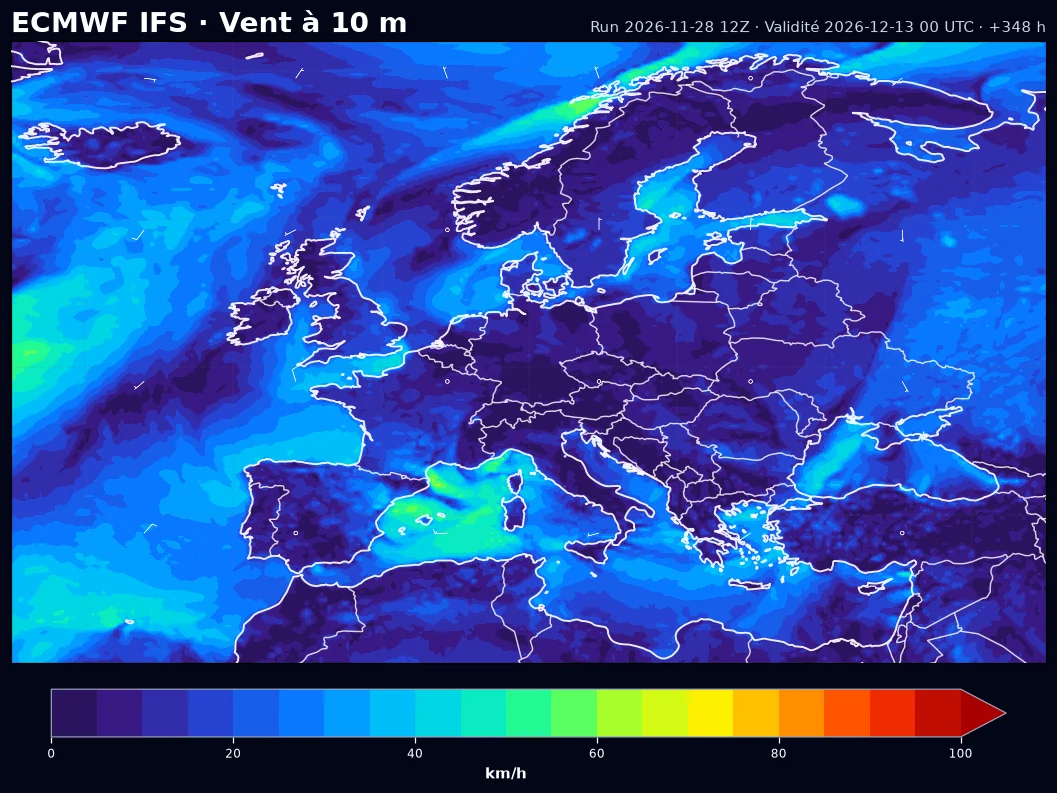 ECMWF IFS · Vent à 10 m
Run 2026-11-28 12Z · Validité 2026-12-13 00 UTC · +348 h
0 20 40 60 80 100
km/h